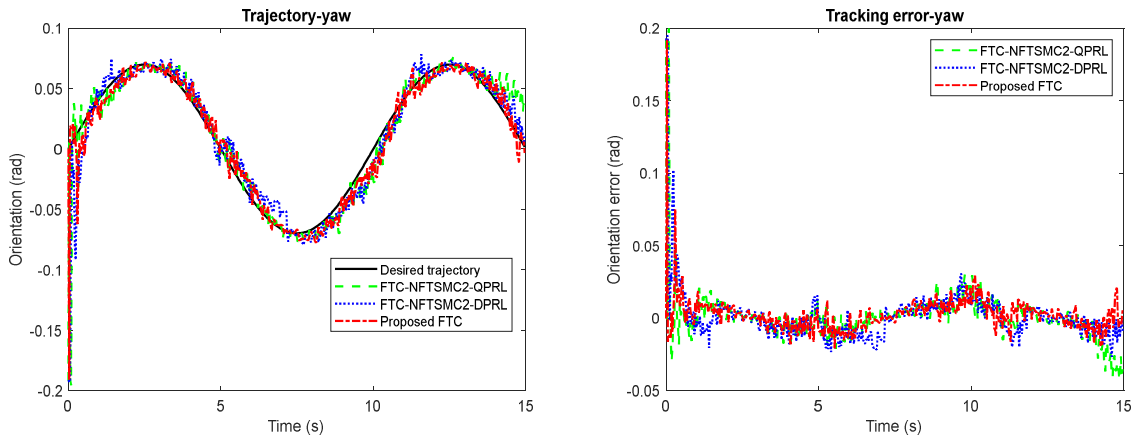 Trajectory-yaw
Orientation (rad)
0.1
0.05
0
-0.05
-0.1
-0.15
-0.2
Desired trajectory
FTC-NFTSMC2-QPRL
FTC-NFTSMC2-DPRL
Proposed FTC
0 5 10 15
Time (s)
Tracking error-yaw
Orientation error (rad)
0.2
0.15
0.1
0.05
0
-0.05
FTC-NFTSMC2-QPRL
FTC-NFTSMC2-DPRL
Proposed FTC
0 5 10 15
Time (s)